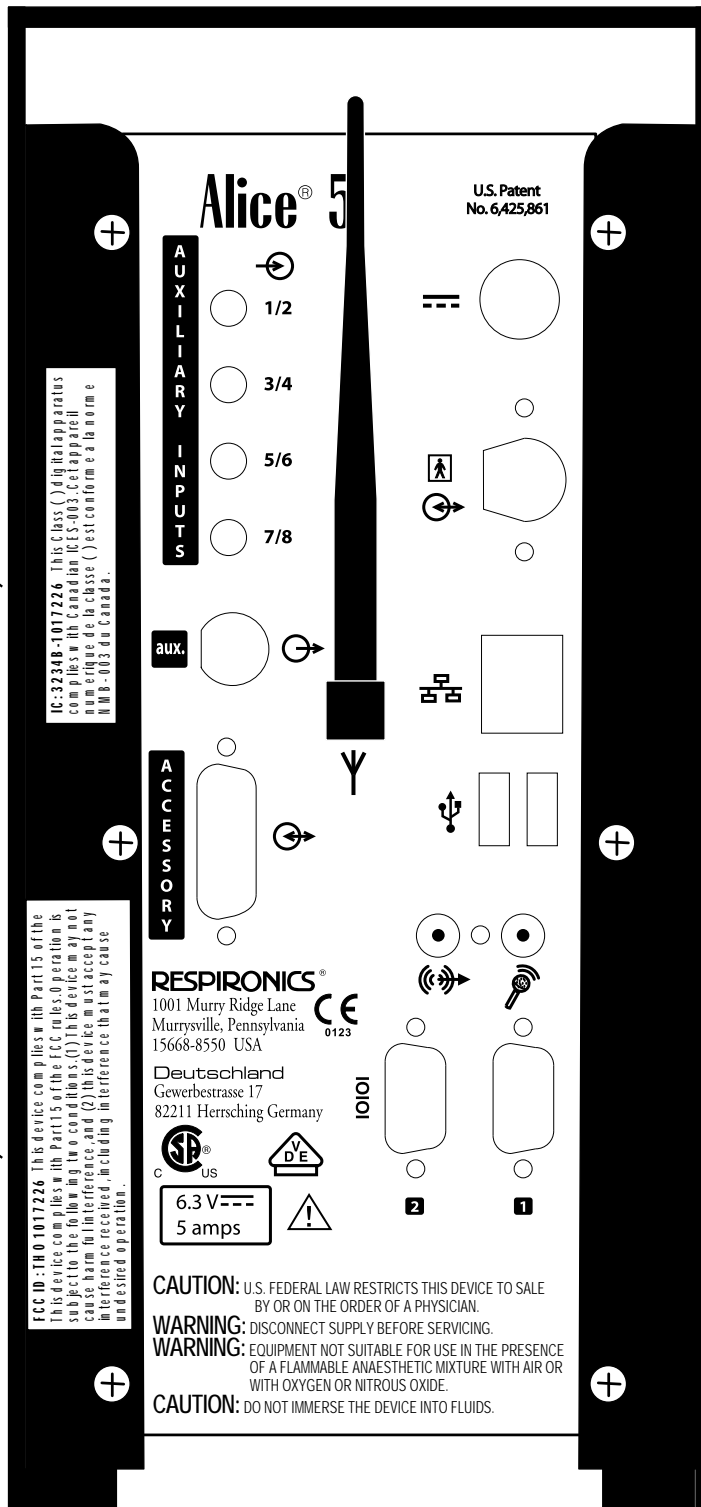 Alice® 5
U.S. Patent
No. 6,425,861
AUXILIARY INPUTS
1/2
3/4
5/6
7/8
aux.
ACCESSORY
IC:3234B-1017226 This Class ( ) digital apparatus
complies with Canadian ICES-003. Cet appareil
numerique de la classe ( ) est conforme a la norme
NMB-003 du Canada.
FCC ID: TH01017226 This device complies with Part 15 of the
This device complies with Part 15 of the FCC rules. Operation is
subject to the following two conditions. (1) This device may not
cause harmful interference, and (2) this device must accept any
interference received, including interference that may cause
undesired operation.
RESPIRONICS®
1001 Murry Ridge Lane
Murrysville, Pennsylvania
15668-8550 USA
CE
0123
Deutschland
Gewerbestrasse 17
82211 Herrsching Germany
IOIOI
C SA® US
VDE
6.3 V
5 amps
!
2
1
CAUTION: U.S. FEDERAL LAW RESTRICTS THIS DEVICE TO SALE
BY OR ON THE ORDER OF A PHYSICIAN.
WARNING: DISCONNECT SUPPLY BEFORE SERVICING.
WARNING: EQUIPMENT NOT SUITABLE FOR USE IN THE PRESENCE
OF A FLAMMABLE ANAESTHETIC MIXTURE WITH AIR OR
WITH OXYGEN OR NITROUS OXIDE.
CAUTION: DO NOT IMMERSE THE DEVICE INTO FLUIDS.